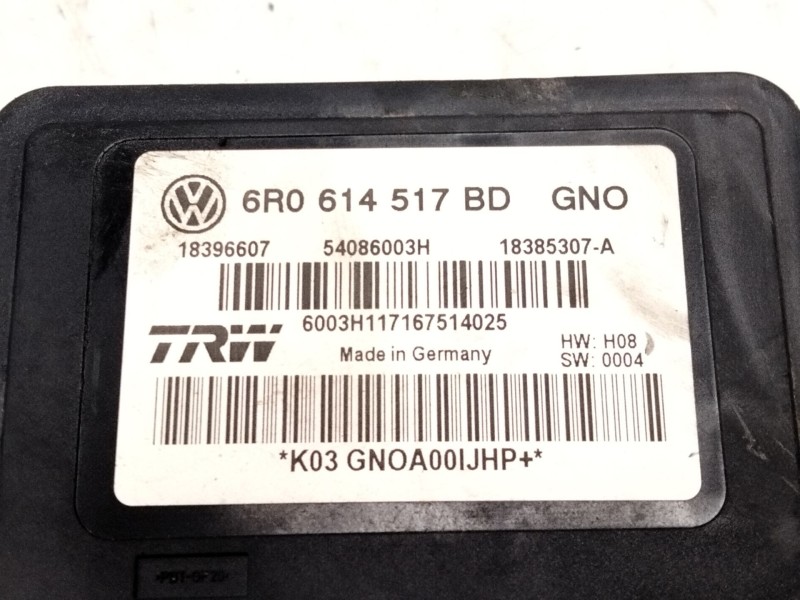 6R0 614 517 BD GNO
18396607 54086003H 18385307-A
6003H117167514025
TRW
Made in Germany
HW: H08
SW: 0004
*K03 GNOA00IJHP+*